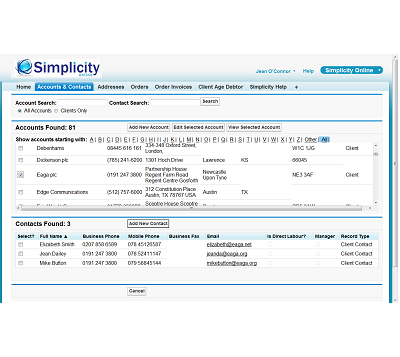 Simplicity
online
Jean O'Connor Help Simplicity Online
Home Accounts & Contacts Addresses Orders Order Invoices Client Age Debtor Simplicity Help +
Account Search: Contact Search: Search
All Accounts Clients Only
Accounts Found: 81 Add New Account Edit Selected Account View Selected Account
Show accounts starting with: A | B | C | D | E | F | G | H | I | J | K | L | M | N | O | P | Q | R | S | T | U | V | W | X | Y | Z | Other | All
Debenhams 08445 616 161 334-348 Oxford Street, London, W1C 1JG Client
Dickenson plc (785) 241-6200 1301 Hoch Drive Lawrence KS 66045
Eaga plc 0191 247 3800 Partnership House Regent Farm Road Regent Centre Gosforth Newcastle Upon Tyne NE3 3AF Client
Edge Communications (512) 757-6000 312 Constitution Place Austin, TX 78767 USA Austin TX
Contacts Found: 3 Add New Contact
Select? Full Name ▲ Business Phone Mobile Phone Business Fax Email Is Direct Labour? Manager Record Type
Elizabeth Smith 0207 858 6589 078 45126587 elizabeth@eaga.net Client Contact
Jean Dailey 0191 247 3800 078 52411147 jeanda@eaga.org Client Contact
Mike Button 0191 247 3800 079 58845144 mikebutton@eaga.org Client Contact
Cancel